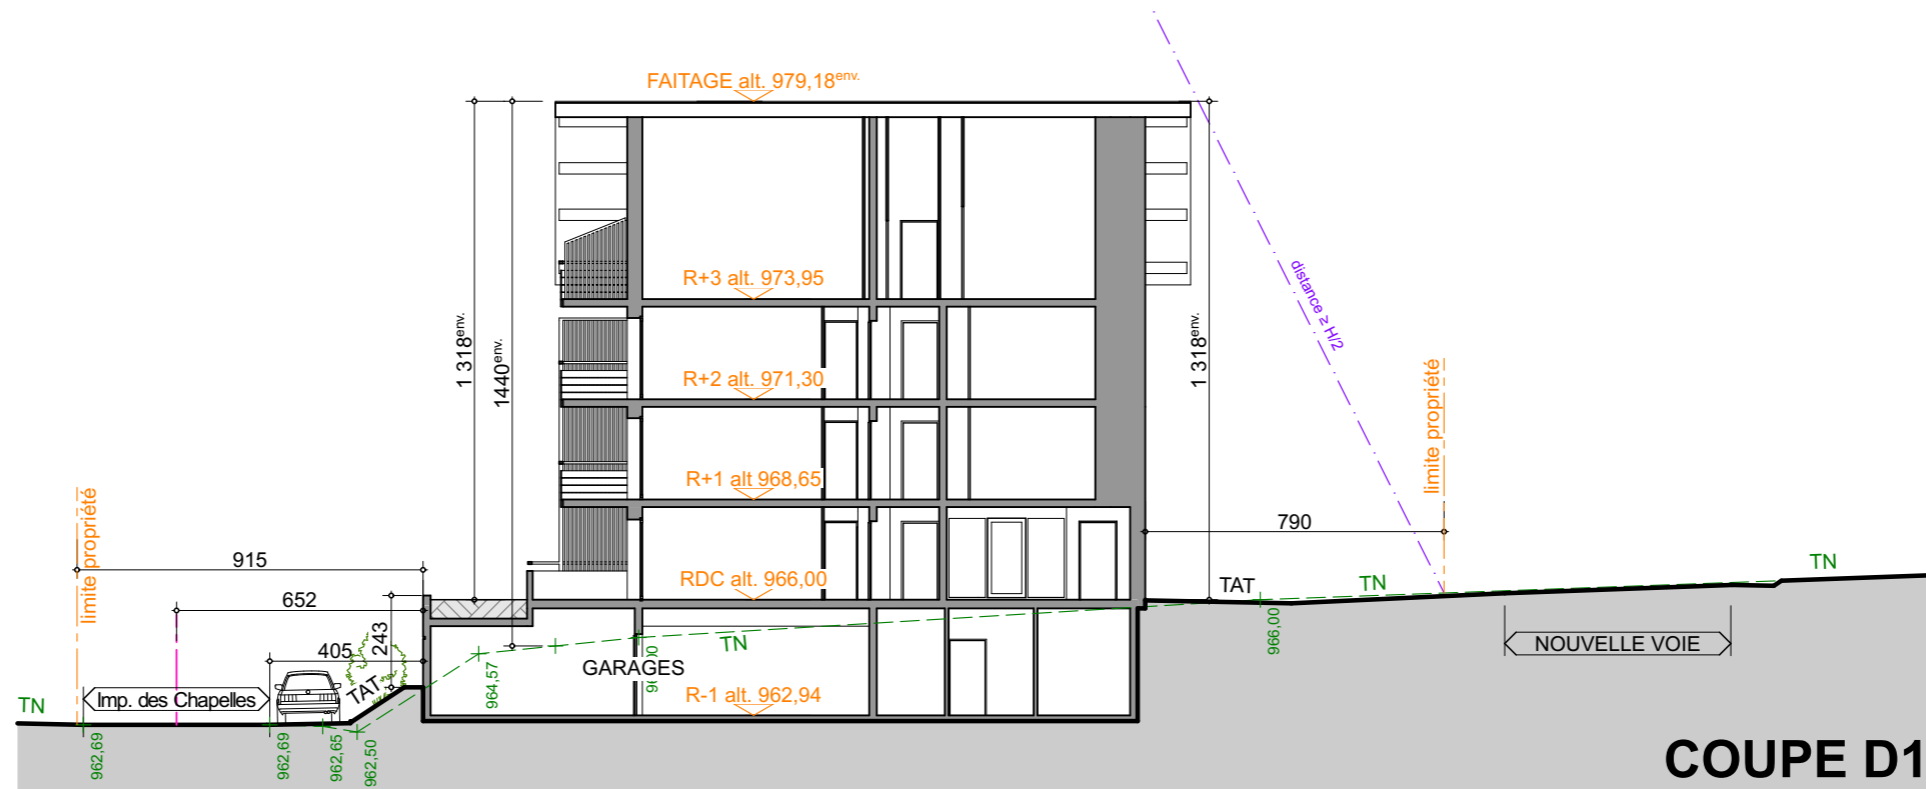 FAITAGE alt. 979,18env.
R+3 alt. 973,95
R+2 alt. 971,30
R+1 alt 968,65
RDC alt. 966,00
R-1 alt. 962,94
GARAGES
1 318env.
1440env.
1 318env.
distance ≥ H/2
limite propriété
790
TAT
TN
TN
966,00
NOUVELLE VOIE
limite propriété
915
652
243
405
TAT
Imp. des Chapelles
TN
TN
964,57
962,69
962,69
962,65
962,50
COUPE D1